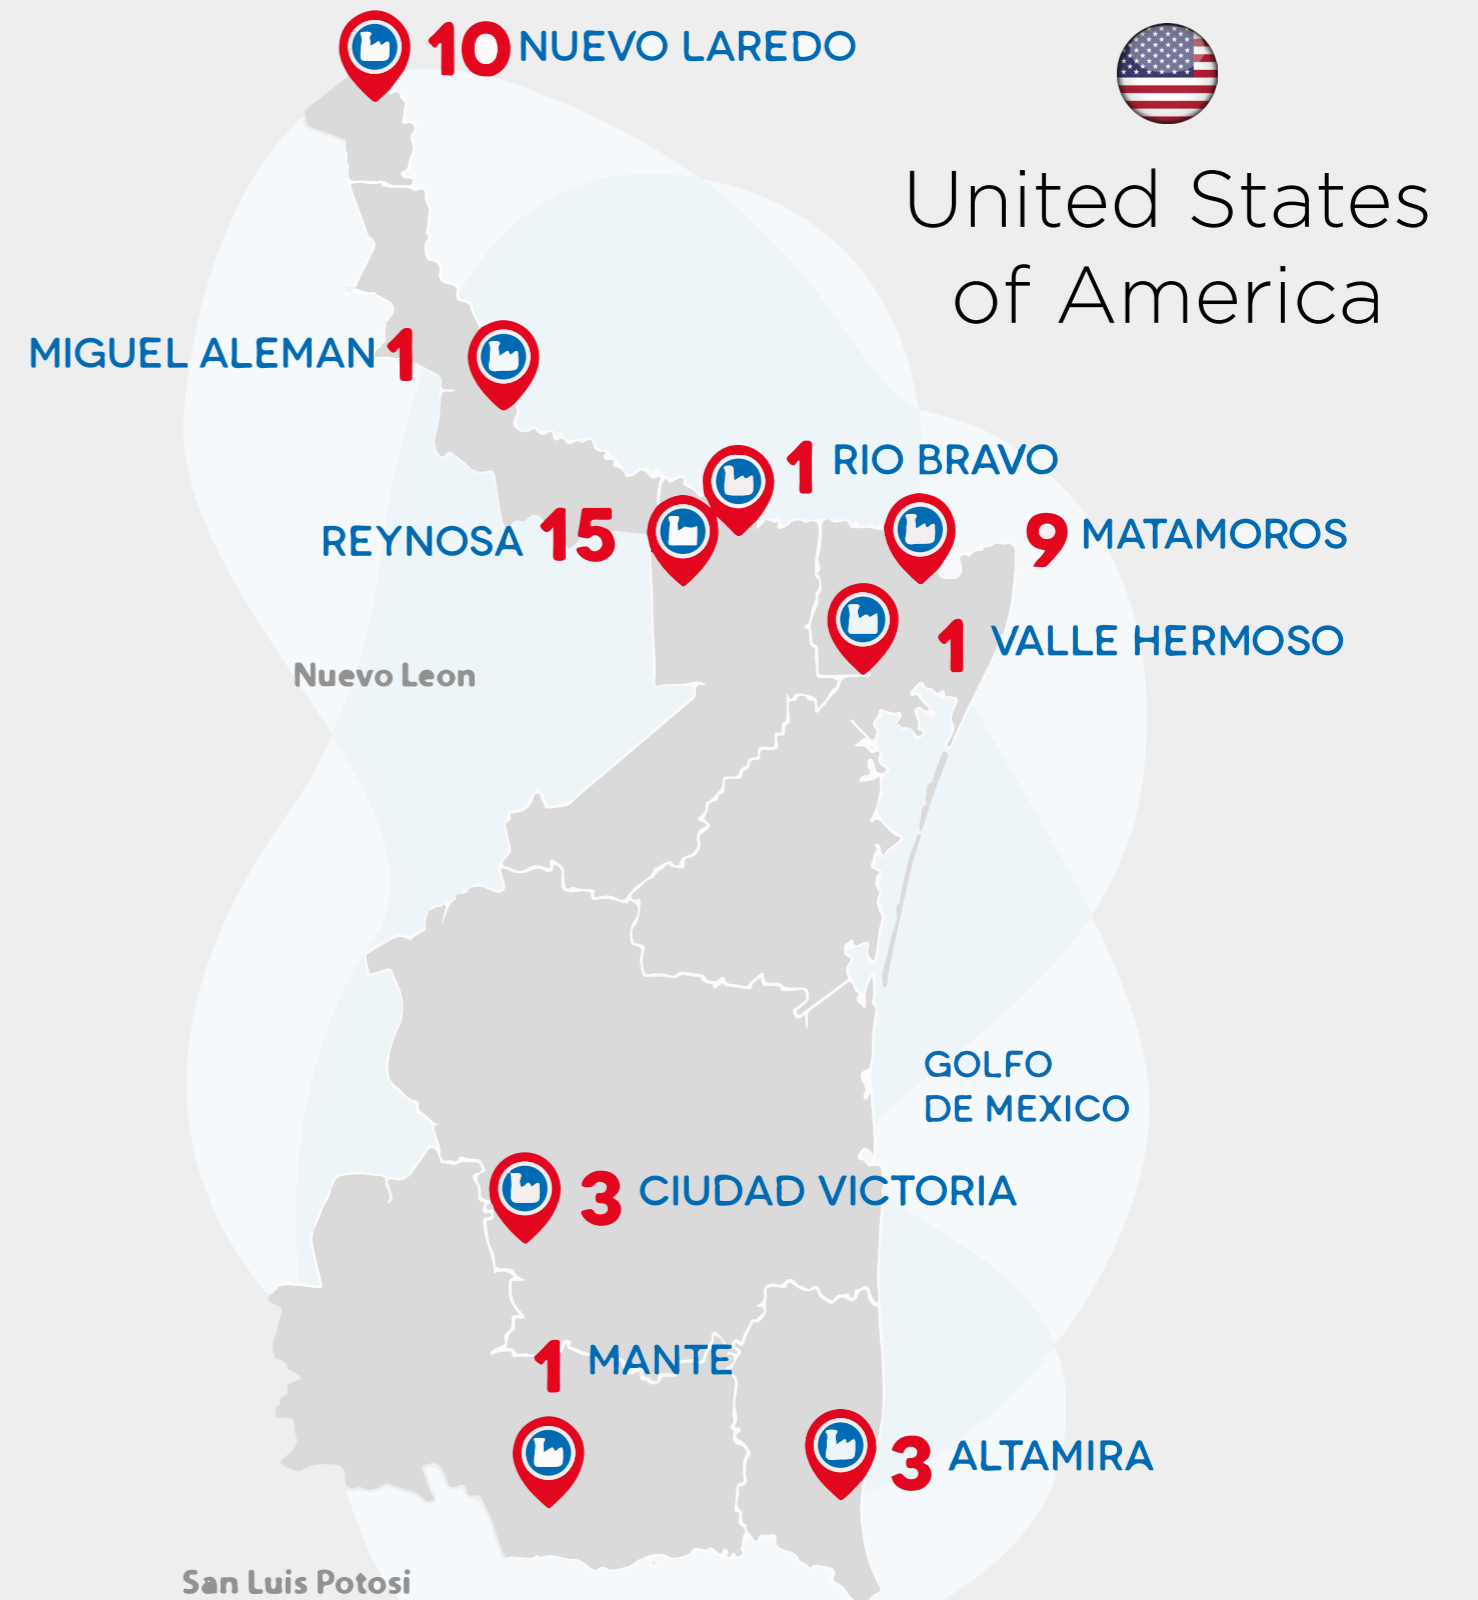 10 NUEVO LAREDO
United States
of America
MIGUEL ALEMAN 1
1 RIO BRAVO
REYNOSA 15
9 MATAMOROS
1 VALLE HERMOSO
Nuevo Leon
GOLFO
DE MEXICO
3 CIUDAD VICTORIA
1 MANTE
3 ALTAMIRA
San Luis Potosi